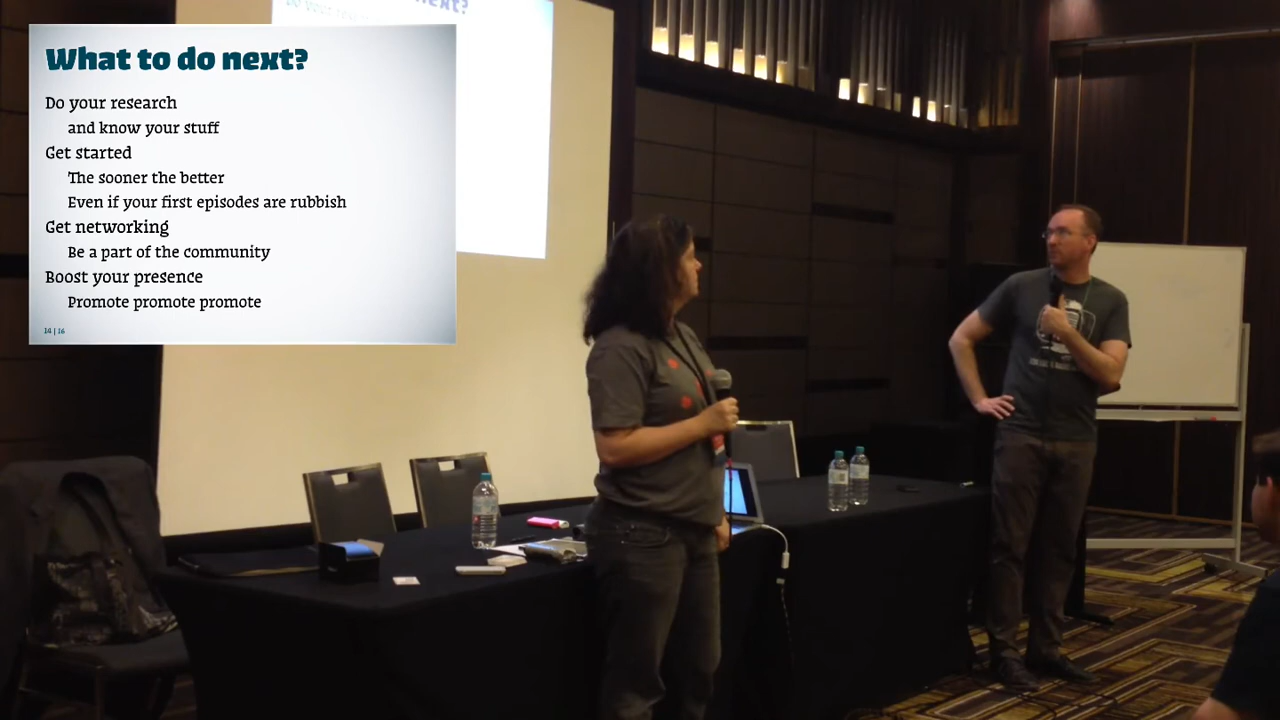 What to do next?
Do your research
and know your stuff
Get started
The sooner the better
Even if your first episodes are rubbish
Get networking
Be a part of the community
Boost your presence
Promote promote promote
14 | 16
next?